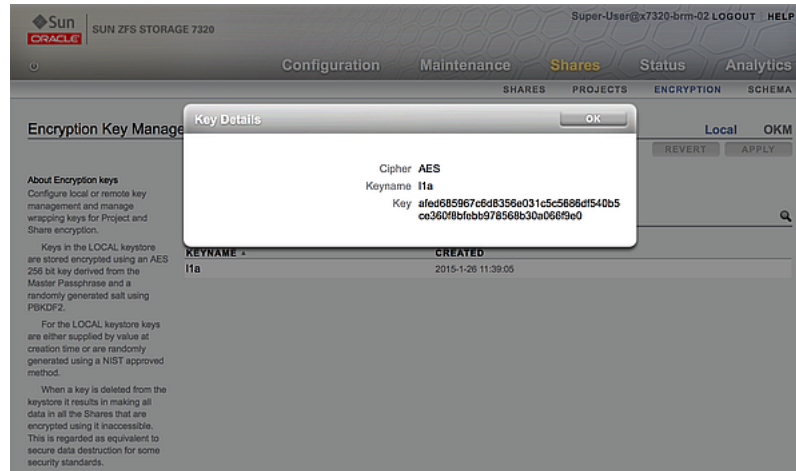 Sun
ORACLE
SUN ZFS STORAGE 7320
Super-User@x7320-brm-02 LOGOUT HELP
Configuration Maintenance Shares Status Analytics
SHARES PROJECTS ENCRYPTION SCHEMA
Encryption Key Manage
Local OKM
REVERT APPLY
Key Details
OK
Cipher AES
Keyname l1a
Key afed685967c6d8356e031c5c5686df540b5
ce360f8bfebb978568b30a066f9e0
About Encryption keys
Configure local or remote key
management and manage
wrapping keys for Project and
Share encryption.
Keys in the LOCAL keystore
are stored encrypted using an AES
256 bit key derived from the
Master Passphrase and a
randomly generated salt using
PBKDF2.
For the LOCAL keystore keys
are either supplied by value at
creation time or are randomly
generated using a NIST approved
method.
When a key is deleted from the
keystore it results in making all
data in all the Shares that are
encrypted using it inaccessible.
This is regarded as equivalent to
secure data destruction for some
security standards.
KEYNAME CREATED
l1a 2015-1-26 11:39:05